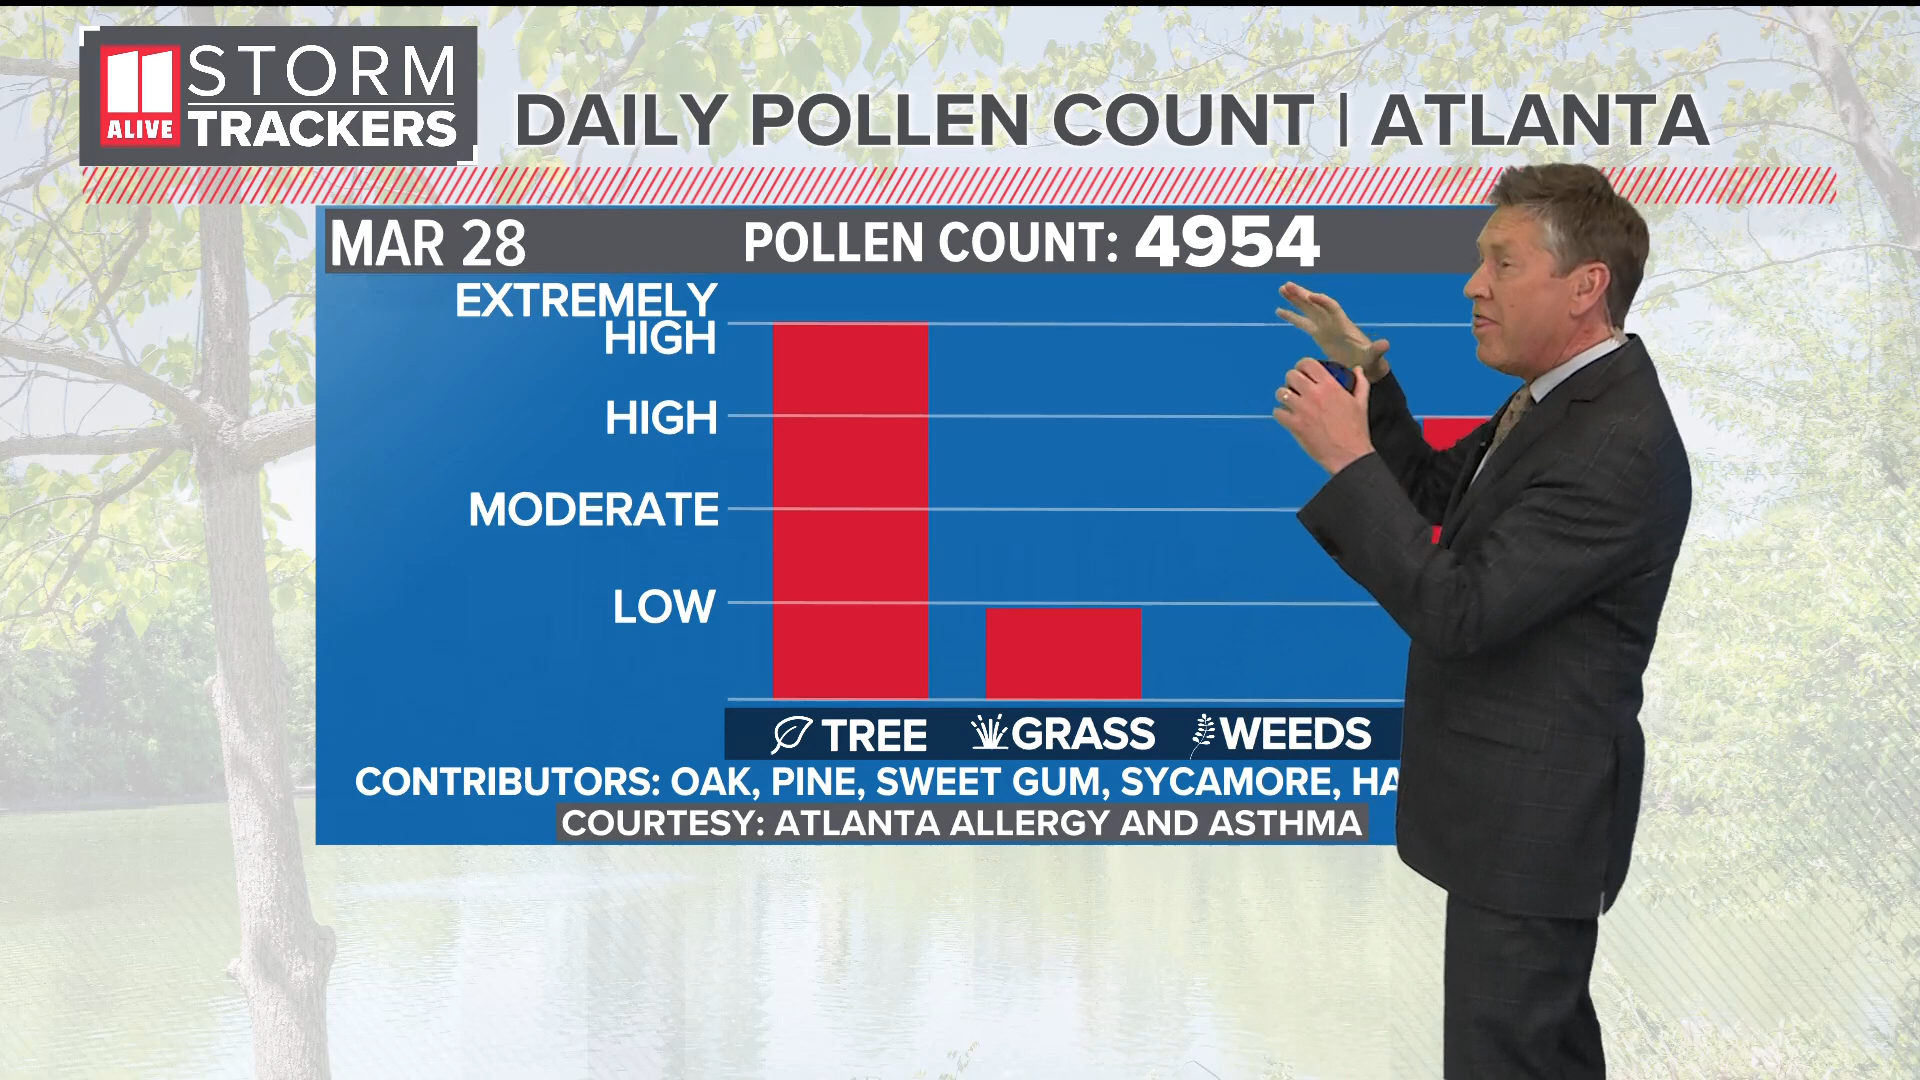 11 ALIVE
STORM
TRACKERS
DAILY POLLEN COUNT | ATLANTA
MAR 28
POLLEN COUNT: 4954
EXTREMELY
HIGH
HIGH
MODERATE
LOW
TREE
GRASS
WEEDS
CONTRIBUTORS: OAK, PINE, SWEET GUM, SYCAMORE,
COURTESY: ATLANTA ALLERGY AND ASTHMA